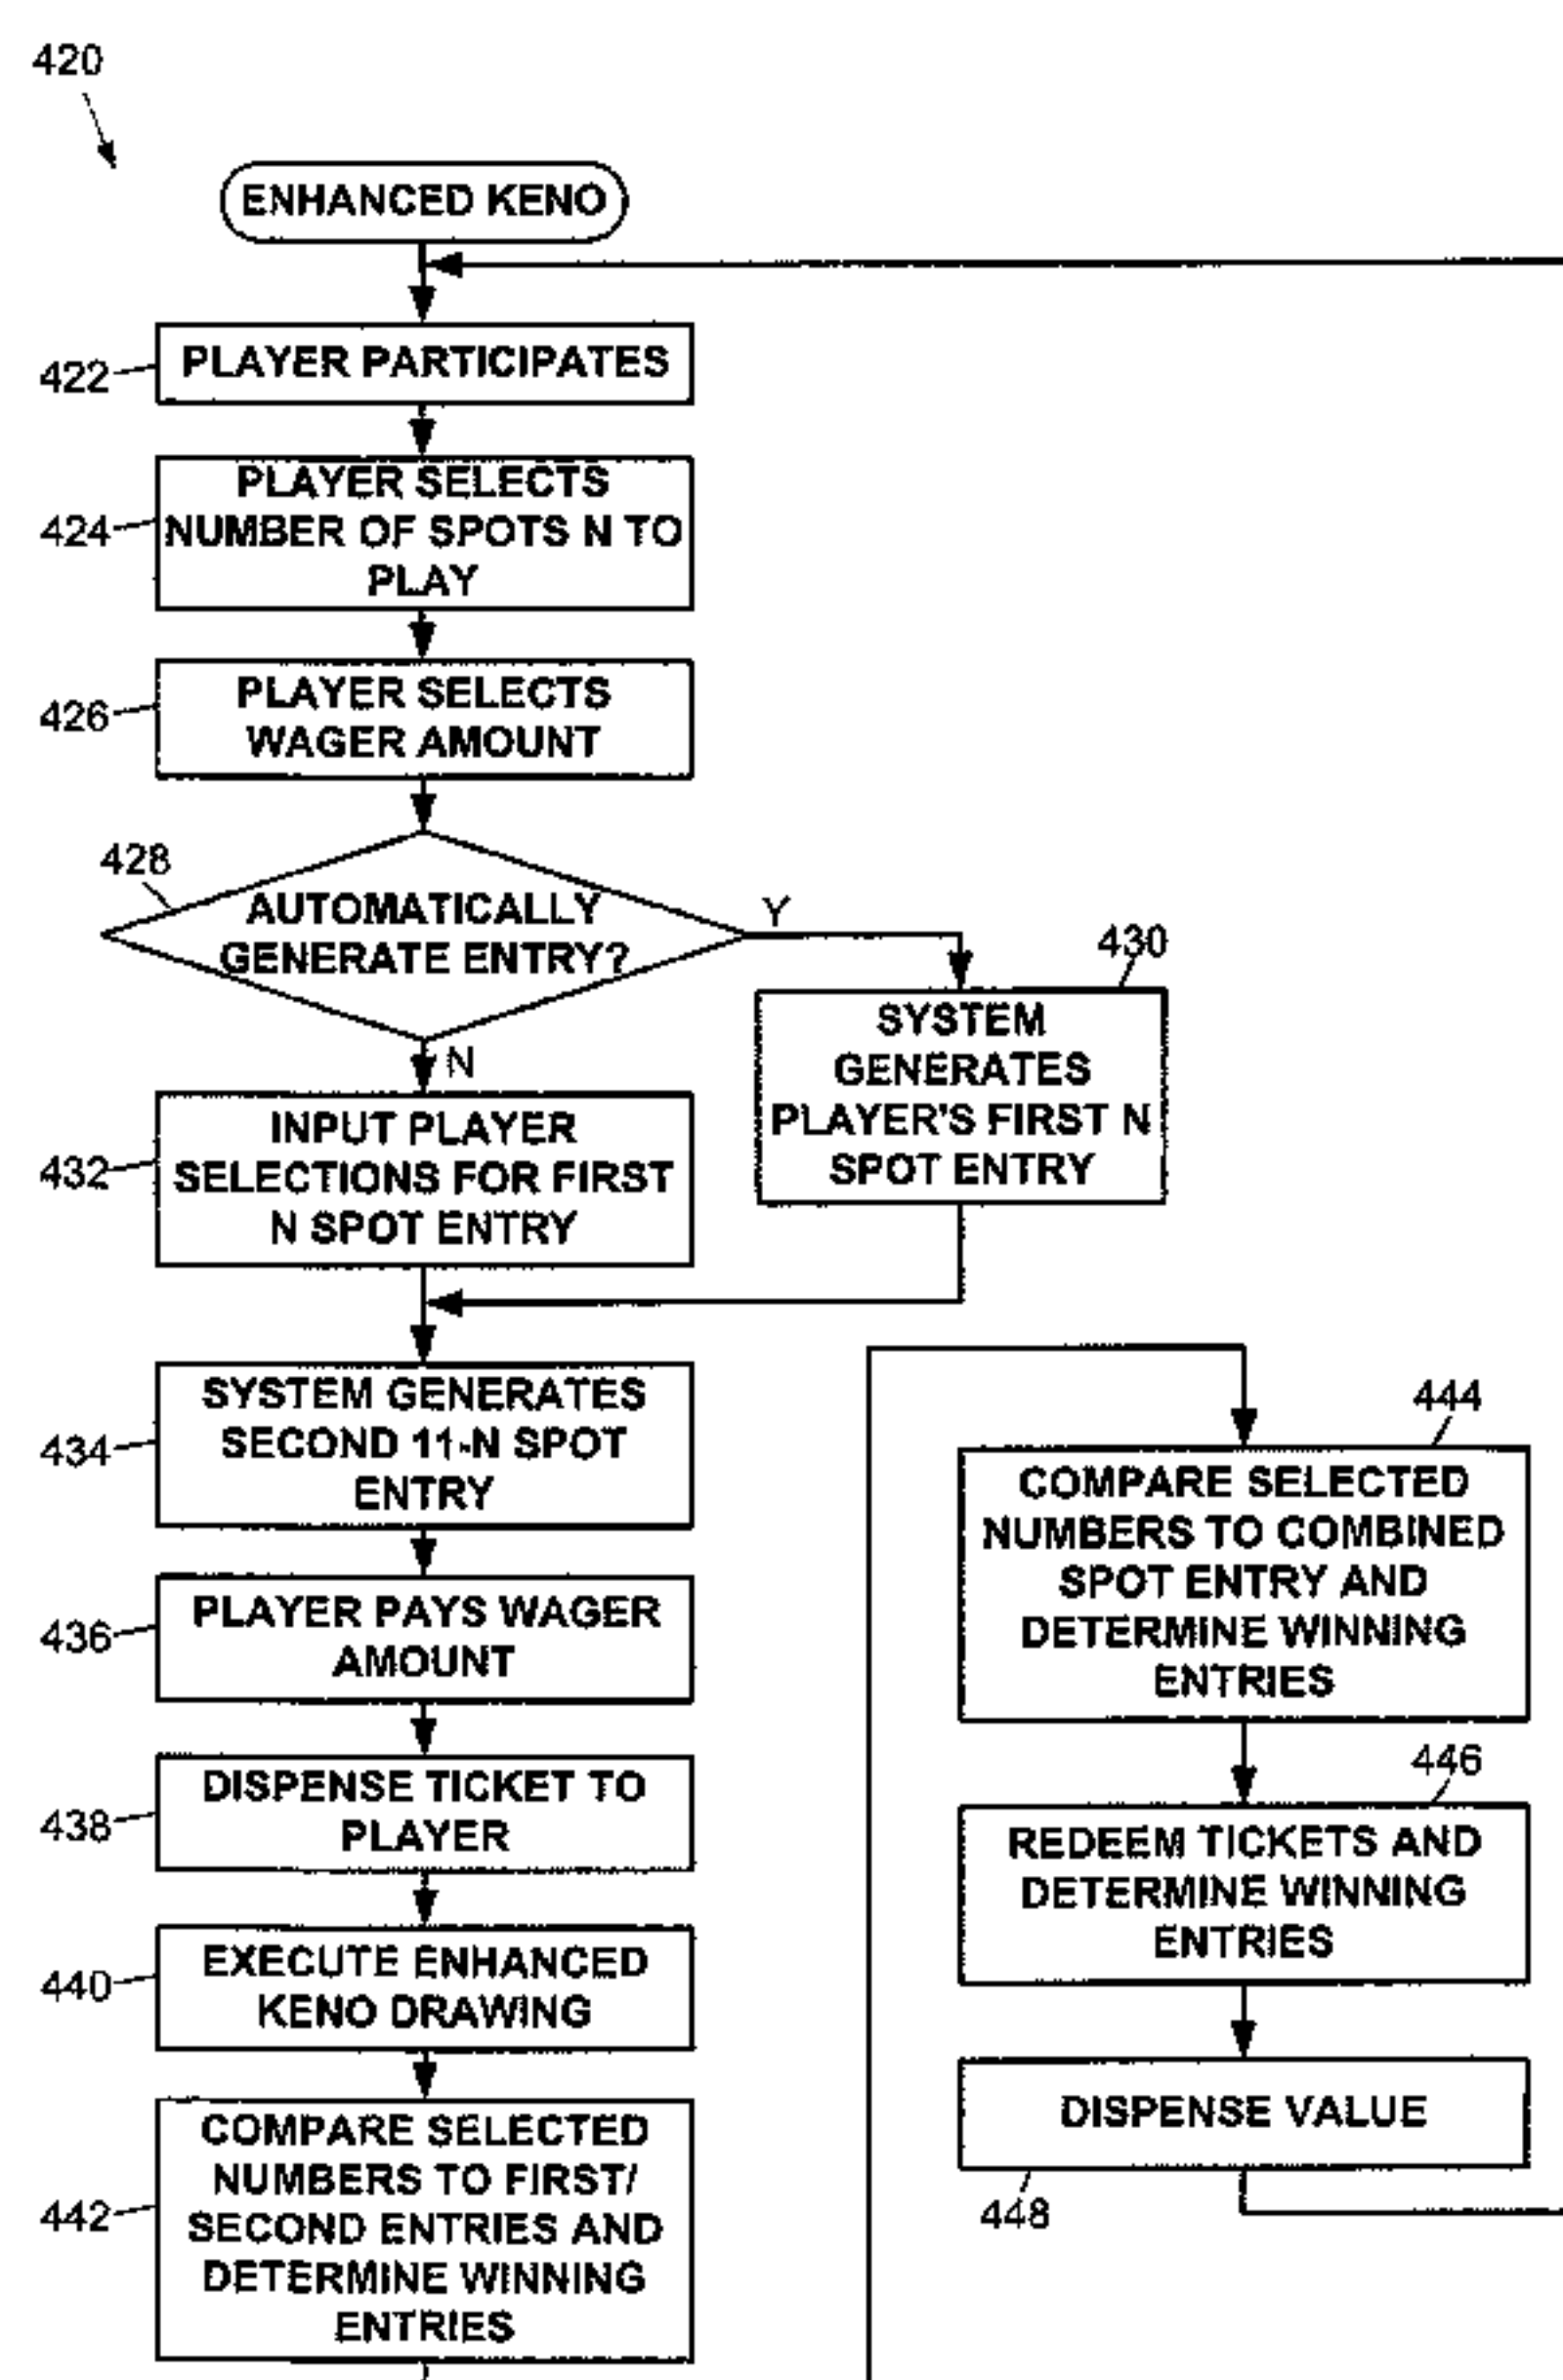 420
ENHANCED KENO
422
PLAYER PARTICIPATES
424
PLAYER SELECTS
NUMBER OF SPOTS N TO
PLAY
426
PLAYER SELECTS
WAGER AMOUNT
428
AUTOMATICALLY
GENERATE ENTRY?
Y
N
430
SYSTEM
GENERATES
PLAYER'S FIRST N
SPOT ENTRY
432
INPUT PLAYER
SELECTIONS FOR FIRST
N SPOT ENTRY
434
SYSTEM GENERATES
SECOND 11-N SPOT
ENTRY
436
PLAYER PAYS WAGER
AMOUNT
438
DISPENSE TICKET TO
PLAYER
440
EXECUTE ENHANCED
KENO DRAWING
442
COMPARE SELECTED
NUMBERS TO FIRST/
SECOND ENTRIES AND
DETERMINE WINNING
ENTRIES
444
COMPARE SELECTED
NUMBERS TO COMBINED
SPOT ENTRY AND
DETERMINE WINNING
ENTRIES
446
REDEEM TICKETS AND
DETERMINE WINNING
ENTRIES
DISPENSE VALUE
448